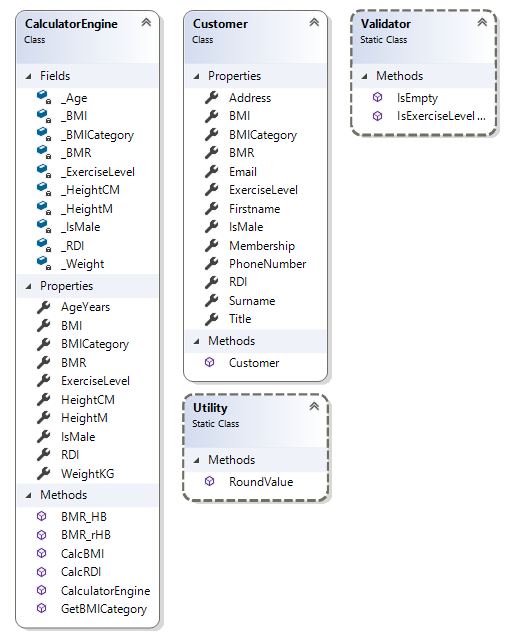 CalculatorEngine
Class
Fields
_Age
_BMI
_BMICategory
_BMR
_ExerciseLevel
_HeightCM
_HeightM
_IsMale
_RDI
_Weight
Properties
AgeYears
BMI
BMICategory
BMR
ExerciseLevel
HeightCM
HeightM
IsMale
RDI
WeightKG
Methods
BMR_HB
BMR_rHB
CalcBMI
CalcRDI
CalculatorEngine
GetBMICategory
Customer
Class
Properties
Address
BMI
BMICategory
BMR
Email
ExerciseLevel
Firstname
IsMale
Membership
PhoneNumber
RDI
Surname
Title
Methods
Customer
Utility
Static Class
Methods
RoundValue
Validator
Static Class
Methods
IsEmpty
IsExerciseLevel...